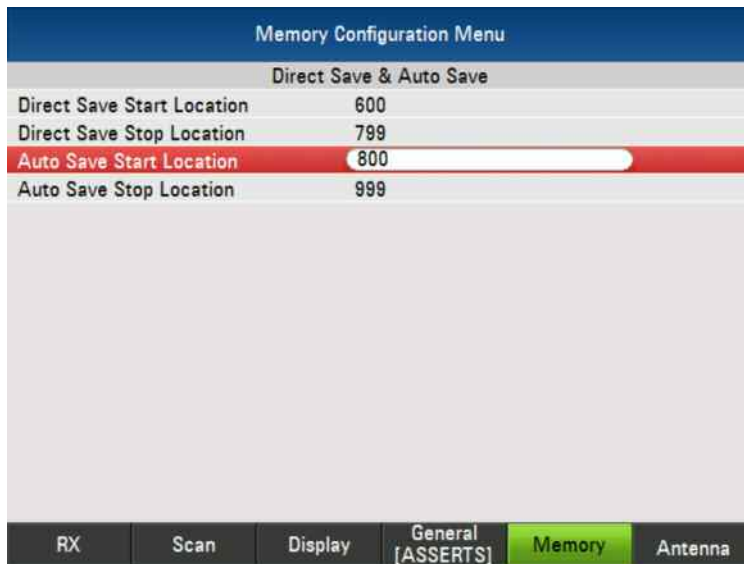 Memory Configuration Menu
Direct Save & Auto Save
Direct Save Start Location 600
Direct Save Stop Location 799
Auto Save Start Location 800
Auto Save Stop Location 999
RX Scan Display General [ASSERTS] Memory Antenna